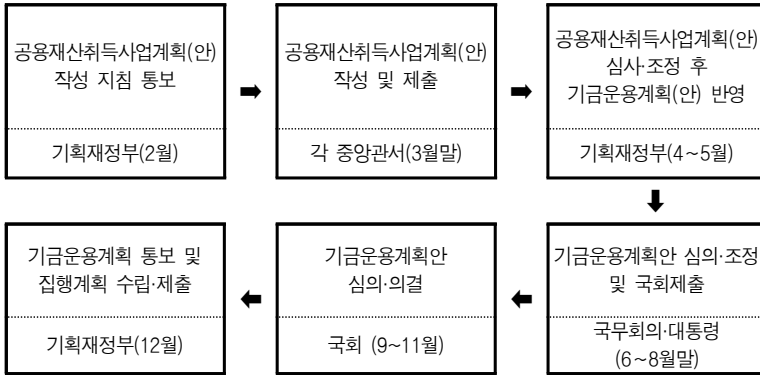 공용재산취득사업계획(안)
작성 지침 통보
기획재정부(2월)
공용재산취득사업계획(안)
작성 및 제출
각 중앙관서(3월말)
공용재산취득사업계획(안)
심사·조정 후
기금운용계획(안) 반영
기획재정부(4~5월)
기금운용계획안 심의·조정
및 국회제출
국무회의·대통령
(6~8월말)
기금운용계획안
심의·의결
국회 (9~11월)
기금운용계획 통보 및
집행계획 수립·제출
기획재정부(12월)